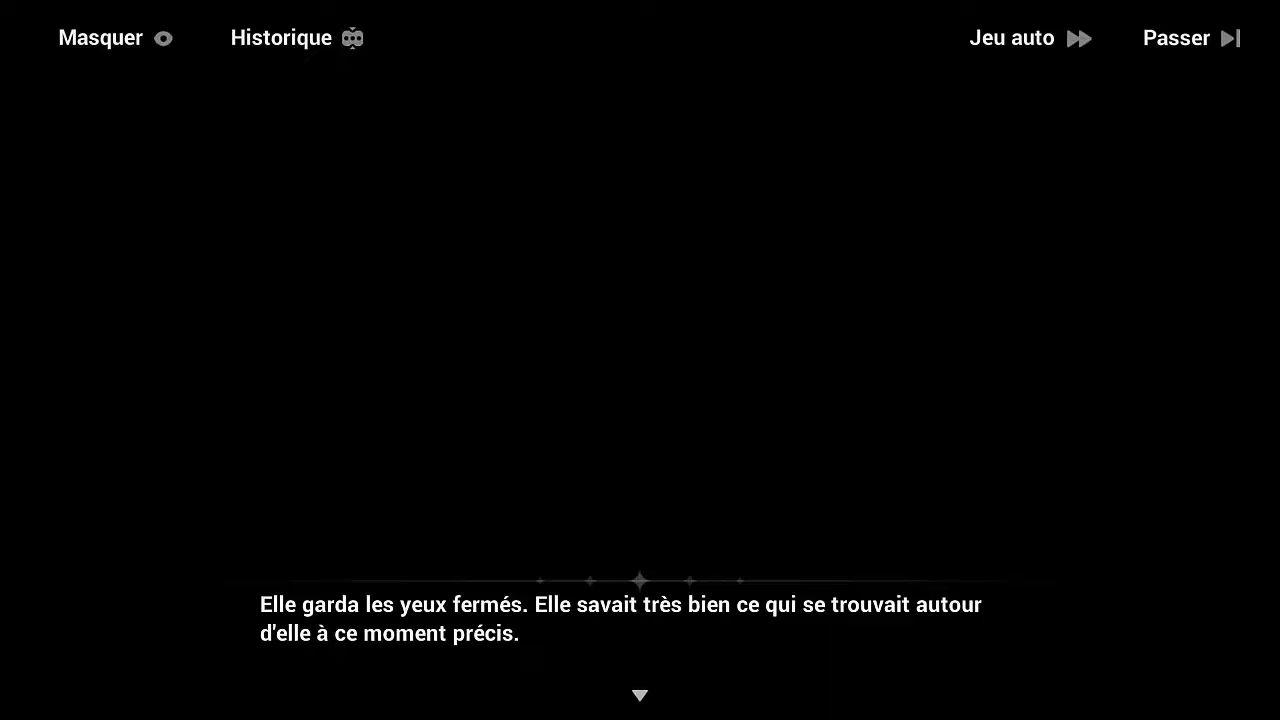 Masquer Historique Jeu auto Passer
Elle garda les yeux fermés. Elle savait très bien ce qui se trouvait autour
d'elle à ce moment précis.